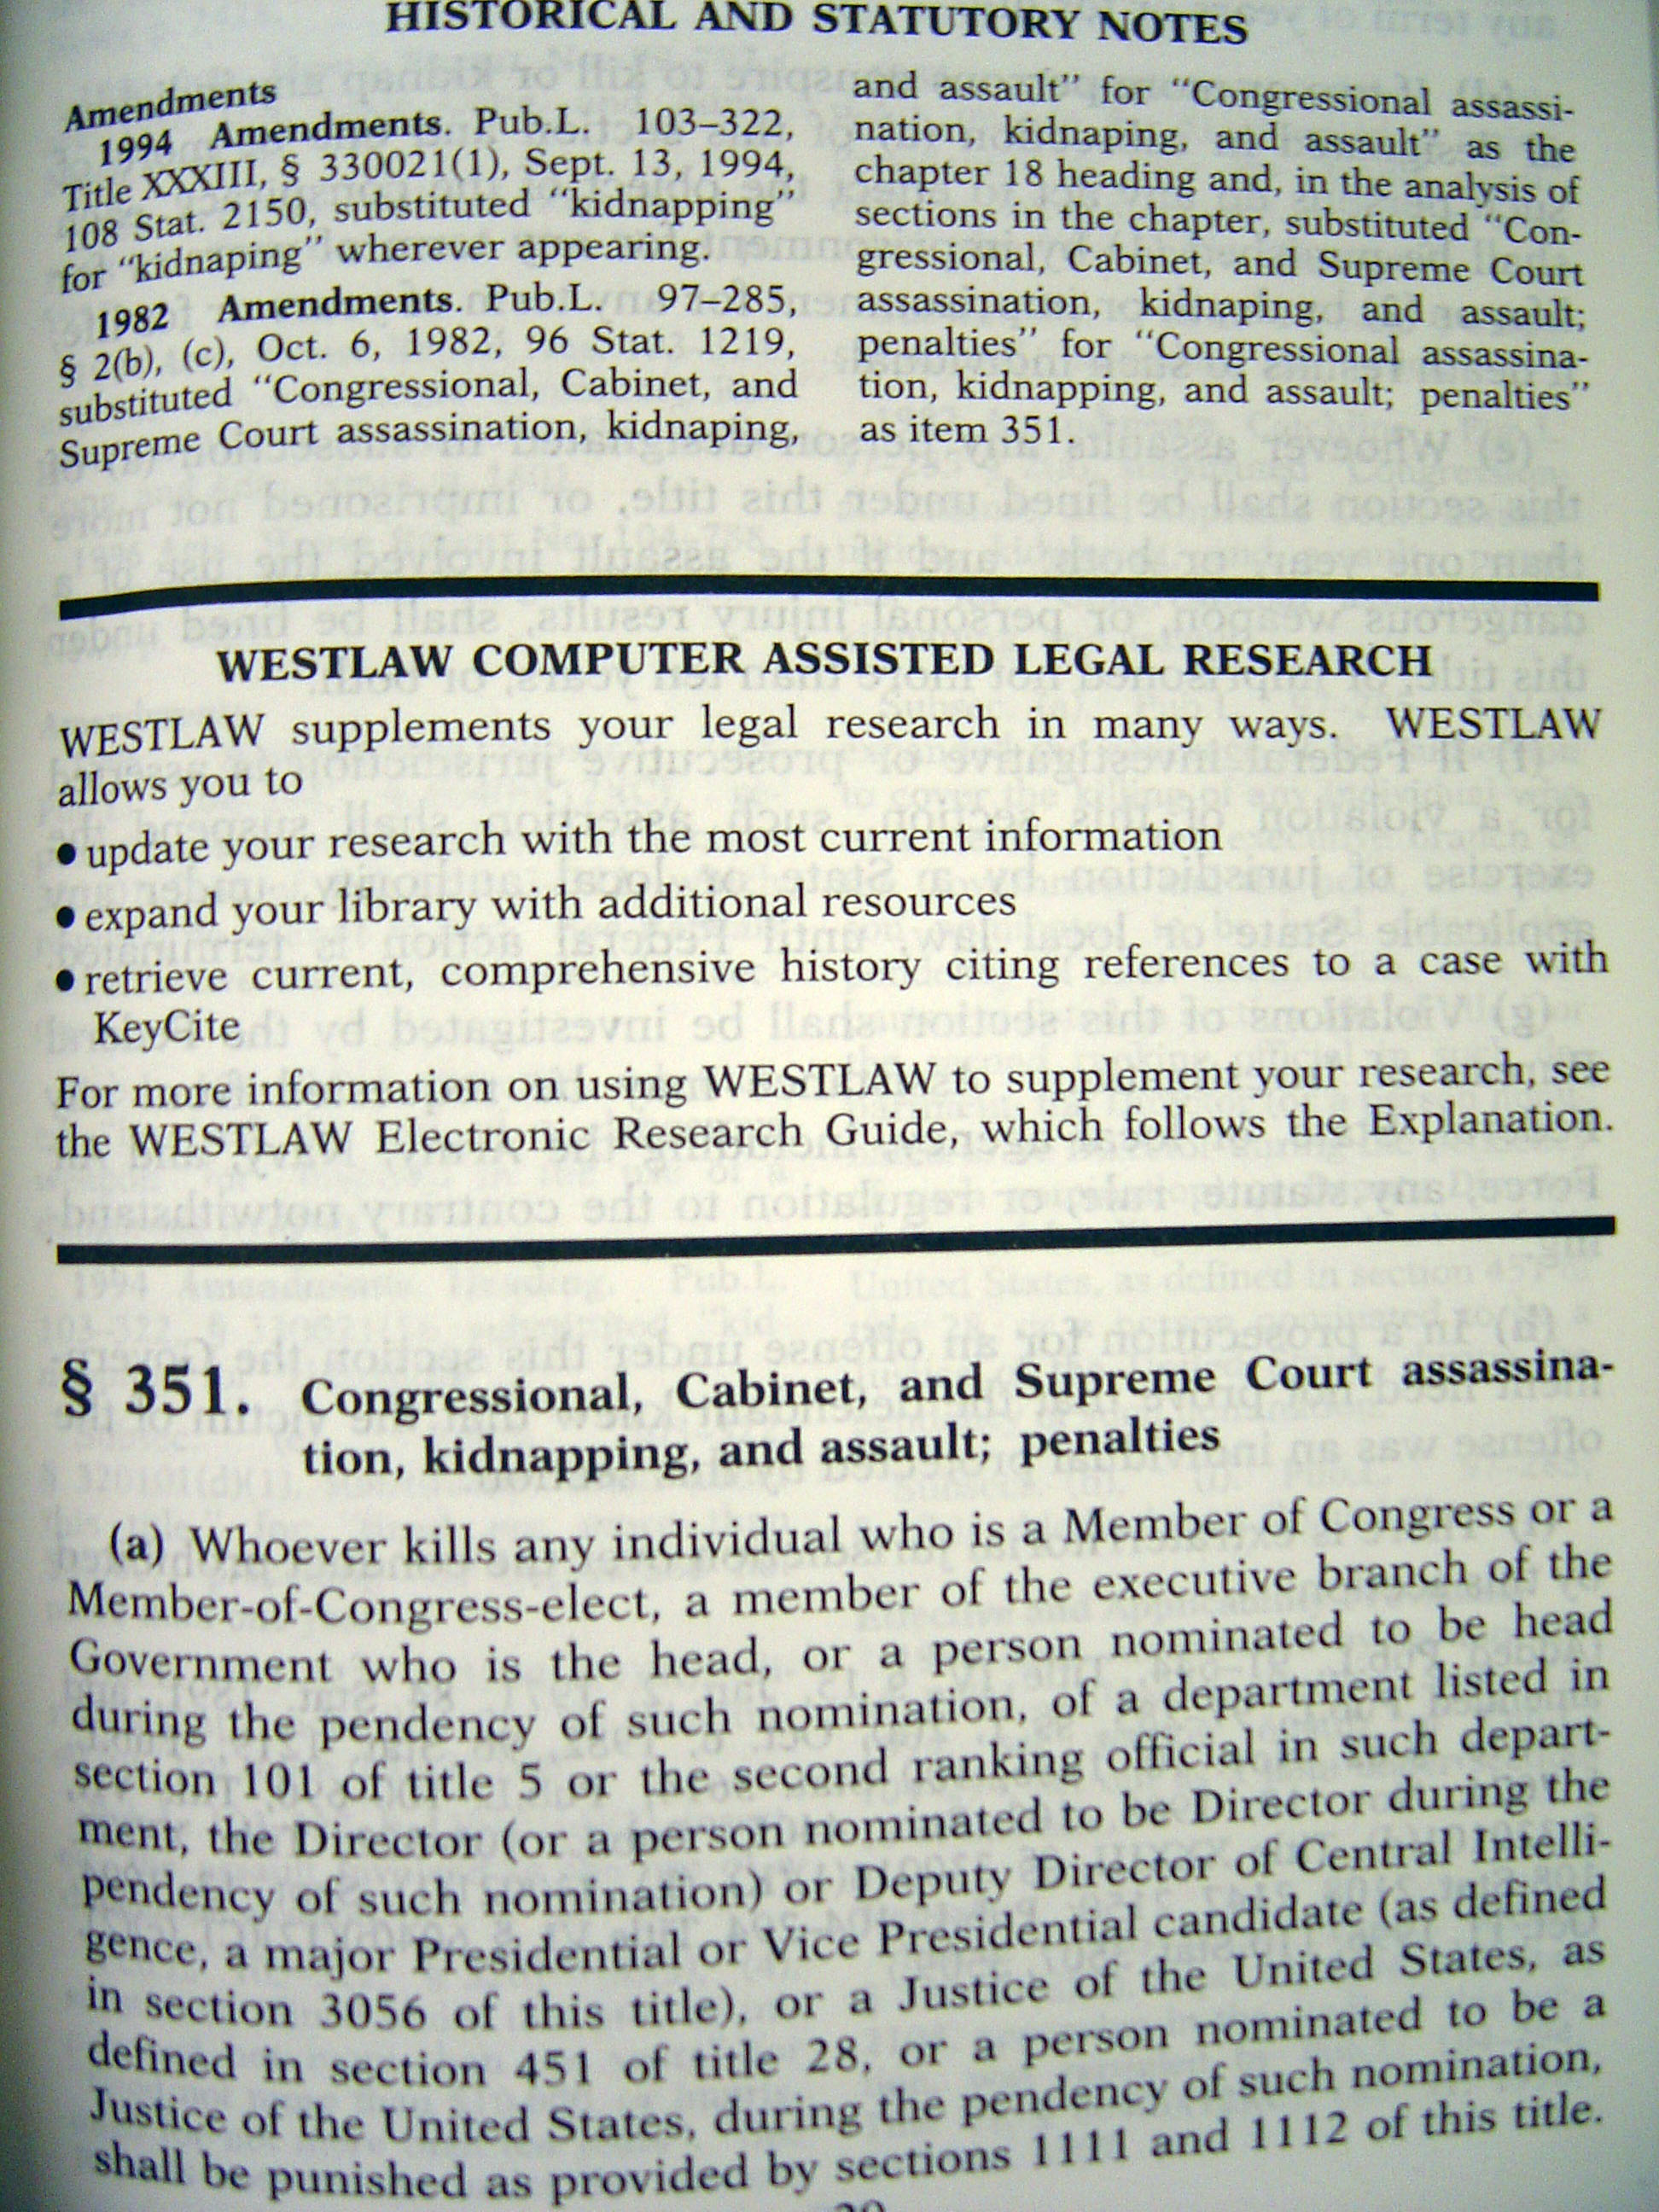 HISTORICAL AND STATUTORY NOTES
Amendments
1994 Amendments. Pub.L. 103–322,
Title XXXIII, § 330021(1), Sept. 13, 1994,
108 Stat. 2150, substituted “kidnapping”
for “kidnaping” wherever appearing.
1982 Amendments. Pub.L. 97–285,
§ 2(b), (c), Oct. 6, 1982, 96 Stat. 1219,
substituted “Congressional, Cabinet, and
Supreme Court assassination, kidnaping,
and assault” for “Congressional assassi-
nation, kidnaping, and assault” as the
chapter 18 heading and, in the analysis of
sections in the chapter, substituted “Con-
gressional, Cabinet, and Supreme Court
assassination, kidnaping, and assault;
penalties” for “Congressional assassina-
tion, kidnapping, and assault; penalties”
as item 351.
WESTLAW COMPUTER ASSISTED LEGAL RESEARCH
WESTLAW supplements your legal research in many ways. WESTLAW
allows you to
• update your research with the most current information
• expand your library with additional resources
• retrieve current, comprehensive history citing references to a case with
KeyCite
For more information on using WESTLAW to supplement your research, see
the WESTLAW Electronic Research Guide, which follows the Explanation.
§ 351. Congressional, Cabinet, and Supreme Court assassina-
tion, kidnapping, and assault; penalties
(a) Whoever kills any individual who is a Member of Congress or a
Member-of-Congress-elect, a member of the executive branch of the
Government who is the head, or a person nominated to be head
during the pendency of such nomination, of a department listed in
section 101 of title 5 or the second ranking official in such depart-
ment, the Director (or a person nominated to be Director during the
pendency of such nomination) or Deputy Director of Central Intelli-
gence, a major Presidential or Vice Presidential candidate (as defined
in section 3056 of this title), or a Justice of the United States, as
defined in section 451 of title 28, or a person nominated to be a
Justice of the United States, during the pendency of such nomination,
shall be punished as provided by sections 1111 and 1112 of this title.